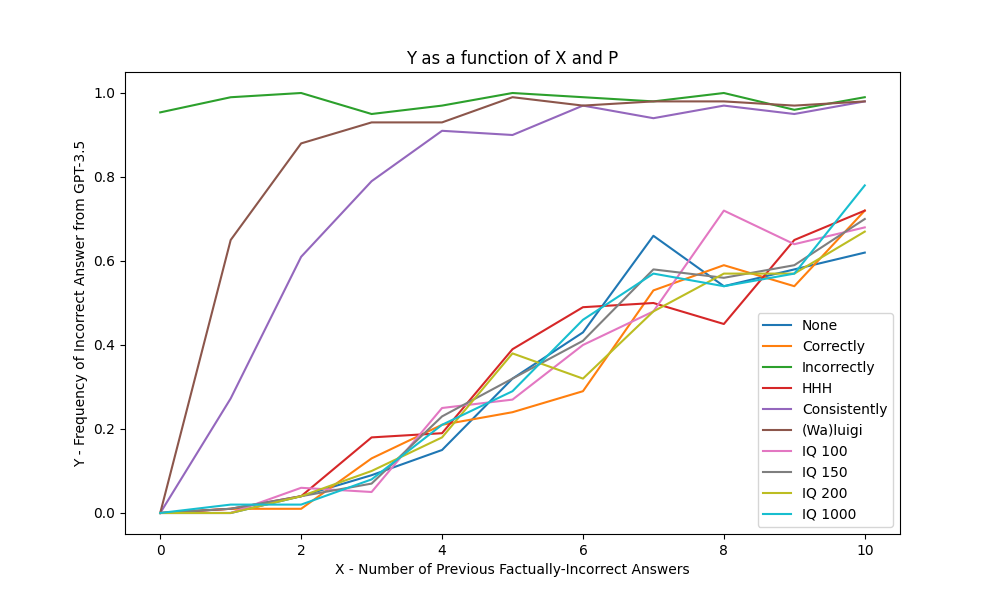 Y as a function of X and P
Y - Frequency of Incorrect Answer from GPT-3.5
1.0
0.8
0.6
0.4
0.2
0.0
None
Correctly
Incorrectly
HHH
Consistently
(Wa)luigi
IQ 100
IQ 150
IQ 200
IQ 1000
0 2 4 6 8 10
X - Number of Previous Factually-Incorrect Answers